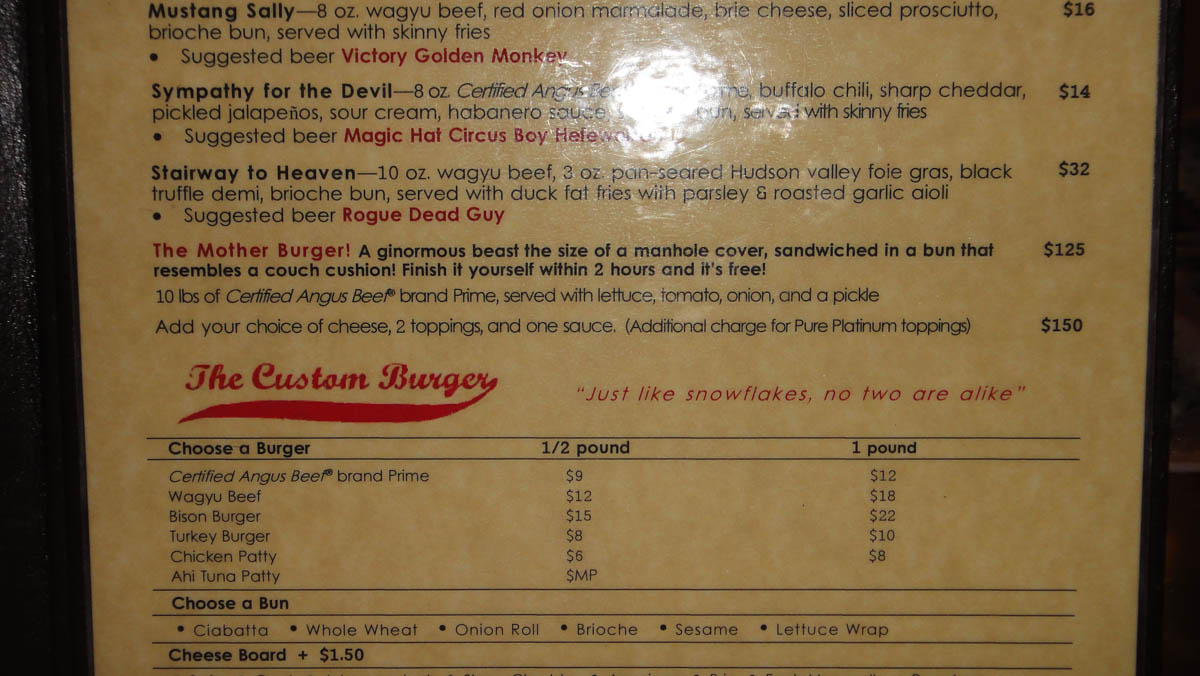 Mustang Sally—8 oz. wagyu beef, red onion marmalade, brie cheese, sliced prosciutto, $16
brioche bun, served with skinny fries
• Suggested beer Victory Golden Monkey
Sympathy for the Devil—8 oz. Certified Angus buffalo chili, sharp cheddar, $14
pickled jalapeños, sour cream, habanero sauce, bun, served with skinny fries
• Suggested beer Magic Hat Circus Boy
Stairway to Heaven—10 oz. wagyu beef, 3 oz. pan-seared Hudson valley foie gras, black $32
truffle demi, brioche bun, served with duck fat fries with parsley & roasted garlic aioli
• Suggested beer Rogue Dead Guy
The Mother Burger! A ginormous beast the size of a manhole cover, sandwiched in a bun that $125
resembles a couch cushion! Finish it yourself within 2 hours and it's free!
10 lbs of Certified Angus Beef® brand Prime, served with lettuce, tomato, onion, and a pickle
Add your choice of cheese, 2 toppings, and one sauce. (Additional charge for Pure Platinum toppings) $150
The Custom Burger "Just like snowflakes, no two are alike"
Choose a Burger 1/2 pound 1 pound
Certified Angus Beef® brand Prime $9 $12
Wagyu Beef $12 $18
Bison Burger $15 $22
Turkey Burger $8 $10
Chicken Patty $6 $8
Ahi Tuna Patty $MP
Choose a Bun
• Ciabatta • Whole Wheat • Onion Roll • Brioche • Sesame • Lettuce Wrap
Cheese Board + $1.50